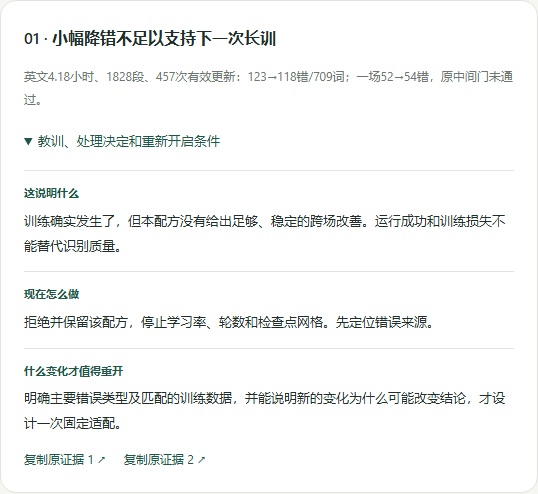 01 · 小幅降错不足以支持下一次长训
英文4.18小时、1828段、457次有效更新：123→118错/709词；一场52→54错，原中间门未通
过。
▼ 教训、处理决定和重新开启条件
这说明什么
训练确实发生了，但本配方没有给出足够、稳定的跨场改善。运行成功和训练损失不
能替代识别质量。
现在怎么做
拒绝并保留该配方，停止学习率、轮数和检查点网格。先定位错误来源。
什么变化才值得重开
明确主要错误类型及匹配的训练数据，并能说明新的变化为什么可能改变结论，才设
计一次固定适配。
复制原证据 1 ↗ 复制原证据 2 ↗